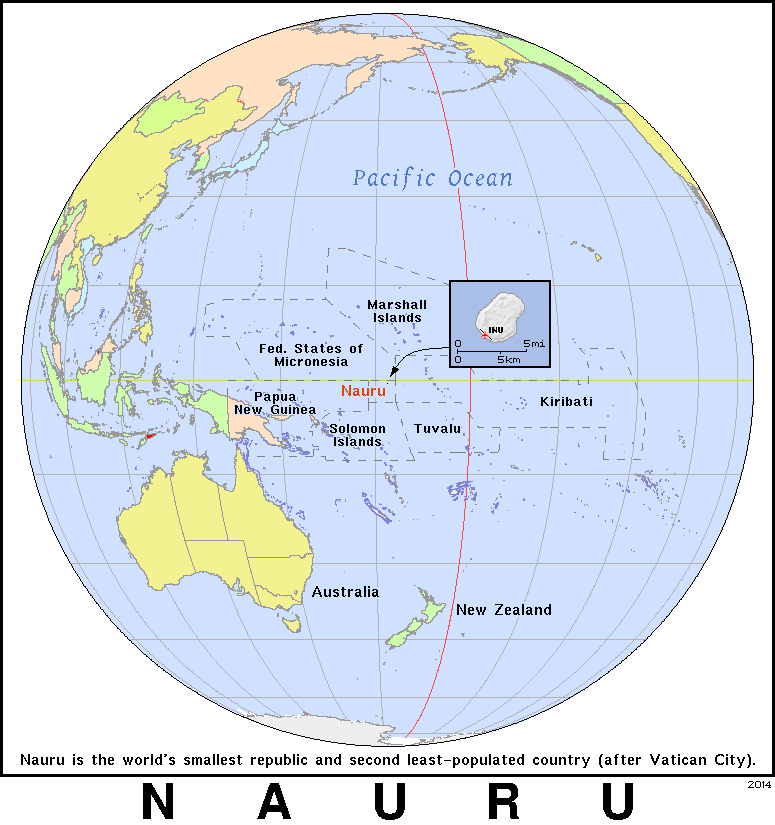 Pacific Ocean
Marshall
Islands
INU
0 5mi
0 5km
Fed. States of
Micronesia
Nauru
Papua
New Guinea
Kiribati
Solomon
Islands
Tuvalu
Australia
New Zealand
Nauru is the world's smallest republic and second least-populated country (after Vatican City).
NAURU
2014